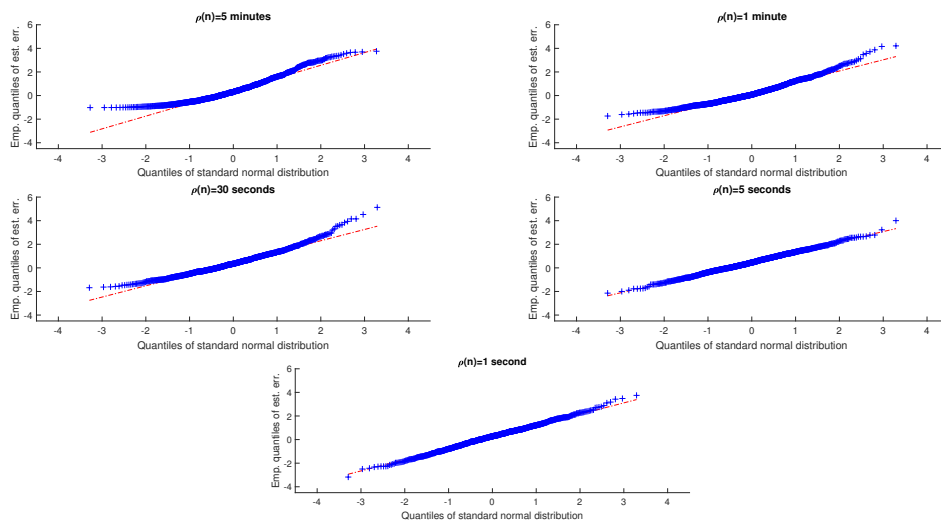 ρ(n)=5 minutes
Emp. quantiles of est. err.
6
4
2
0
-2
-4
-4 -3 -2 -1 0 1 2 3 4
Quantiles of standard normal distribution
ρ(n)=1 minute
Emp. quantiles of est. err.
6
4
2
0
-2
-4
-4 -3 -2 -1 0 1 2 3 4
Quantiles of standard normal distribution
ρ(n)=30 seconds
Emp. quantiles of est. err.
6
4
2
0
-2
-4
-4 -3 -2 -1 0 1 2 3 4
Quantiles of standard normal distribution
ρ(n)=5 seconds
Emp. quantiles of est. err.
6
4
2
0
-2
-4
-4 -3 -2 -1 0 1 2 3 4
Quantiles of standard normal distribution
ρ(n)=1 second
Emp. quantiles of est. err.
6
4
2
0
-2
-4
-4 -3 -2 -1 0 1 2 3 4
Quantiles of standard normal distribution